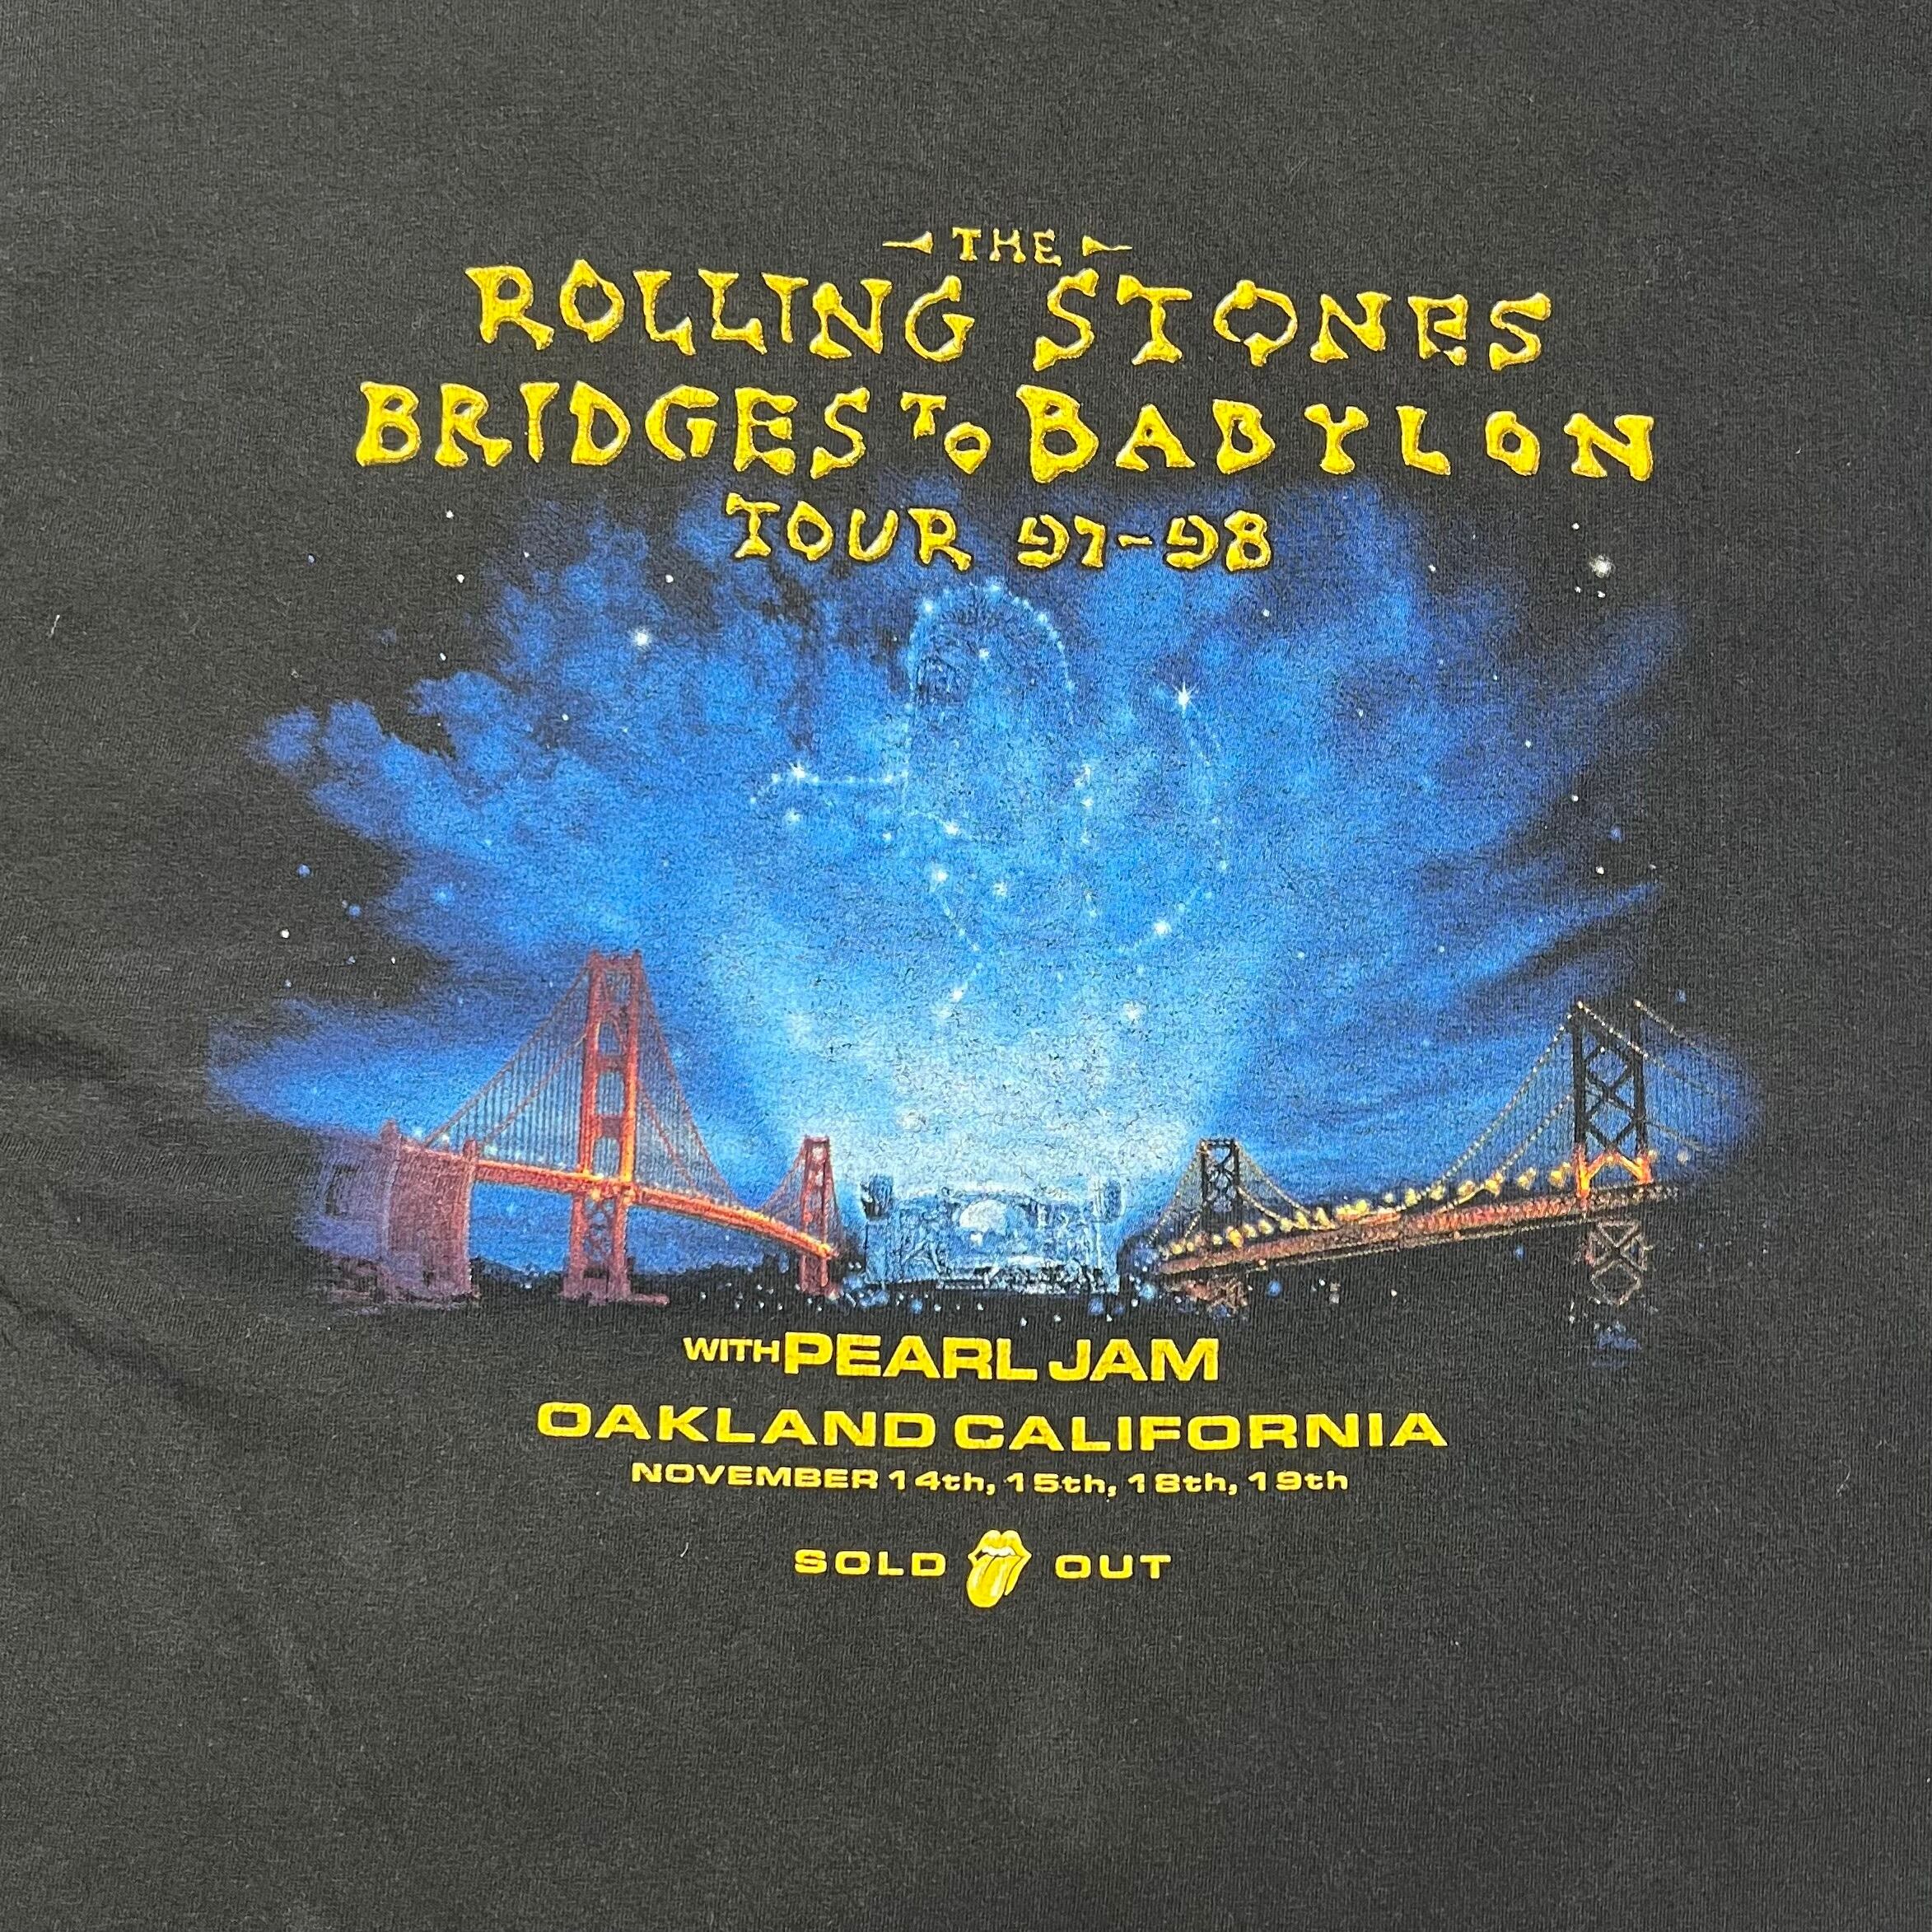 THE
ROLLING STONES
BRIDGES TO BABYLON
TOUR 97-98
WITH PEARL JAM
OAKLAND CALIFORNIA
NOVEMBER 14th, 15th, 18th, 19th
SOLD OUT